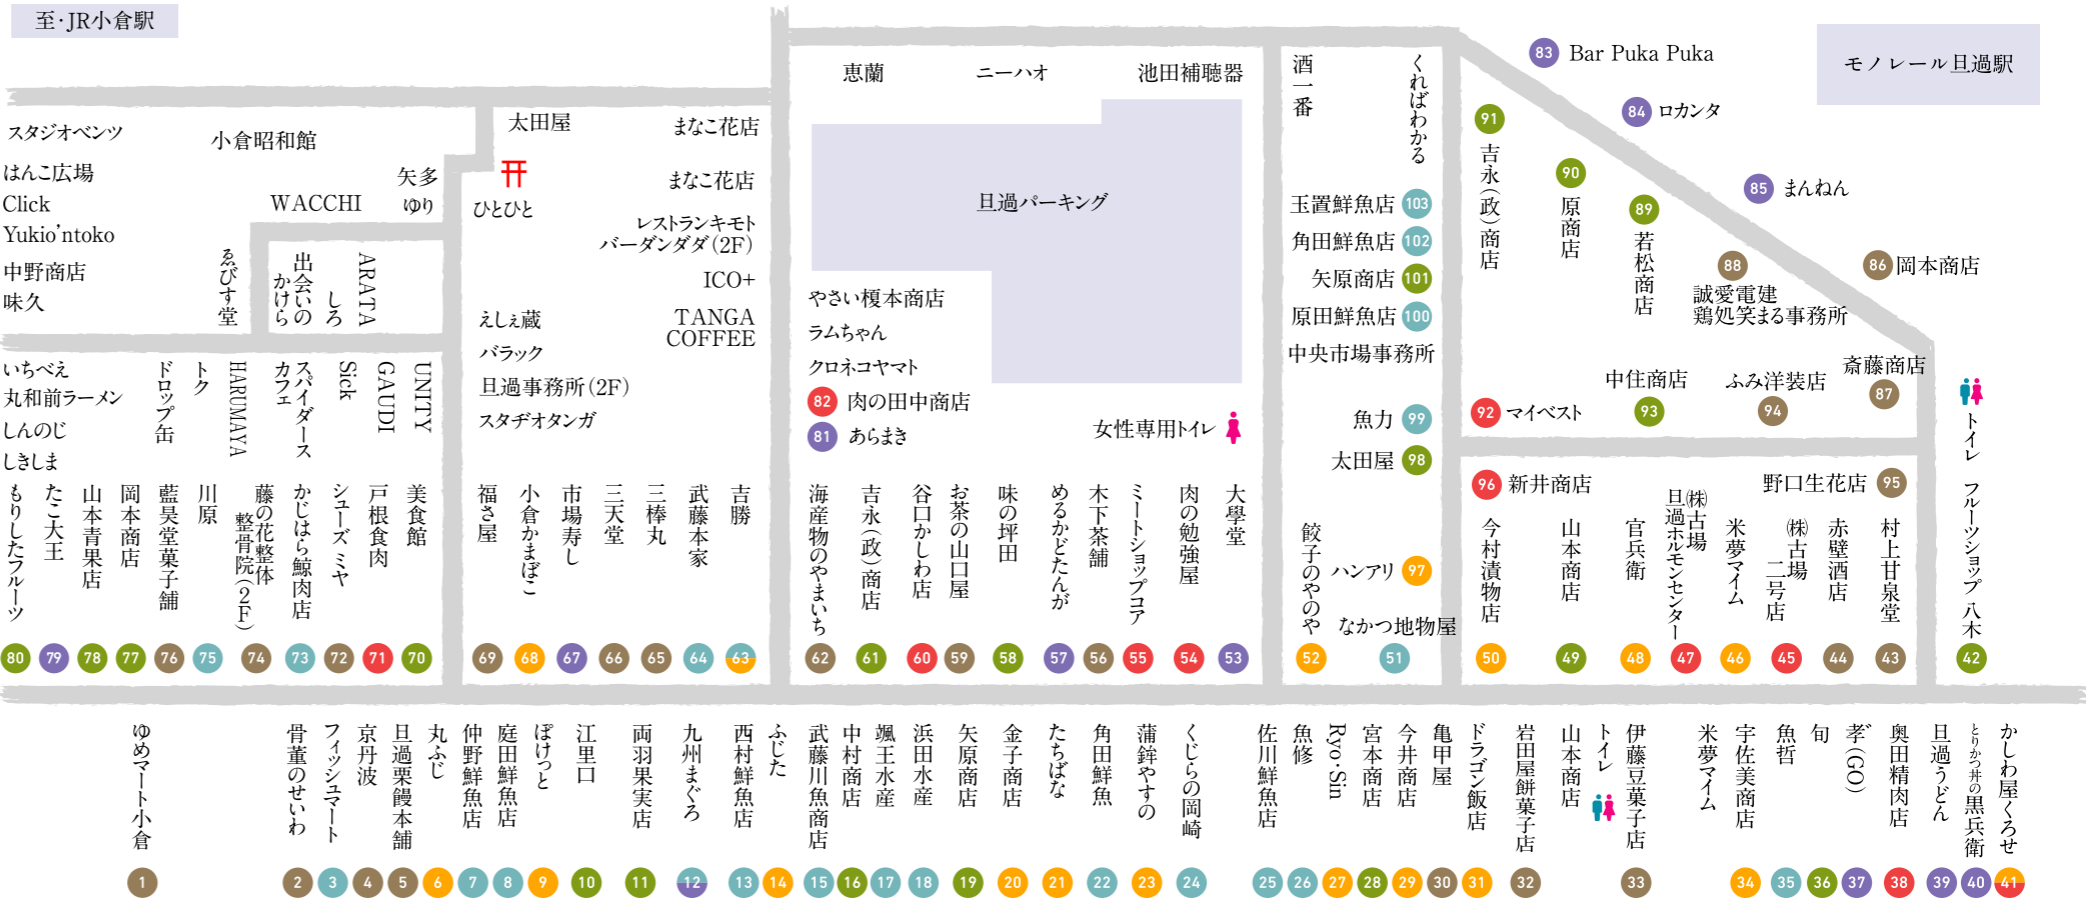 至・JR小倉駅
モノレール旦過駅
スタジオベンツ
はんこ広場
Click
Yukio'ntoko
中野商店
味久
小倉昭和館
WACCHI
矢多
ゆり
ゑびす堂
出会いの
かけら
しろ
ARATA
太田屋
ひとひと
まなこ花店
まなこ花店
レストランキモト
バーダンダダ(2F)
ICO+
TANGA
COFFEE
えしぇ蔵
バラック
旦過事務所(2F)
スタヂオタンガ
恵蘭
ニーハオ
池田補聴器
旦過パーキング
やさい榎本商店
ラムちゃん
クロネコヤマト
82 肉の田中商店
81 あらまき
女性専用トイレ
酒一番
くればわかる
玉置鮮魚店 103
角田鮮魚店 102
矢原商店 101
原田鮮魚店 100
中央市場事務所
魚力 99
太田屋 98
ハンアリ 97
83 Bar Puka Puka
84 ロカンタ
85 まんねん
86 岡本商店
91 吉永(政)商店
90 原商店
89 若松商店
88
誠愛電建
鶏処笑まる事務所
斎藤商店
87
92 マイベスト
中住商店
93
ふみ洋装店
94
96 新井商店
野口生花店 95
トイレ
いちべえ
丸和前ラーメン
しんのじ
しきしま
ドロップ缶
トク
HARUMAYA
スパイダース
カフェ
Sick
GAUDI
UNITY
もりしたフルーツ 80
たこ大王 79
山本青果店 78
岡本商店 77
藍昊堂菓子舗 76
川原 75
藤の花整体
整骨院(2F) 74
かじはら鯨肉店 73
シューズ ミヤ 72
戸根食肉 71
美食館 70
福さ屋 69
小倉かまぼこ 68
市場寿し 67
三天堂 66
三棒丸 65
武藤本家 64
吉勝 63
海産物のやまいち 62
吉永(政)商店 61
谷口かしわ店 60
お茶の山口屋 59
味の坪田 58
めるかどたんが 57
木下茶舗 56
ミートショップコア 55
肉の勉強屋 54
大學堂 53
餃子のやのや 52
なかつ地物屋
51
今村漬物店 50
山本商店 49
官兵衛 48
㈱古場
旦過ホルモンセンター 47
米夢マイム 46
㈱古場
二号店 45
赤壁酒店 44
村上甘泉堂 43
フルーツショップ 八木 42
ゆめマート小倉 1
骨董のせいわ 2
フィッシュマート 3
京丹波 4
旦過栗饅本舗 5
丸ふじ 6
仲野鮮魚店 7
庭田鮮魚店 8
ぽけっと 9
江里口 10
両羽果実店 11
九州まぐろ 12
西村鮮魚店 13
ふじた 14
武藤川魚商店 15
中村商店 16
颯王水産 17
浜田水産 18
矢原商店 19
金子商店 20
たちばな 21
角田鮮魚 22
蒲鉾やすの 23
くじらの岡崎 24
佐川鮮魚店 25
魚修 26
Ryo・Sin 27
宮本商店 28
今井商店 29
亀甲屋 30
ドラゴン飯店 31
岩田屋餅菓子店 32
山本商店
トイレ
伊藤豆菓子店 33
米夢マイム
宇佐美商店 34
魚哲 35
旬 36
孝(GO) 37
奥田精肉店 38
旦過うどん 39
とりかつ丼の黒兵衛 40
かしわ屋くろせ 41